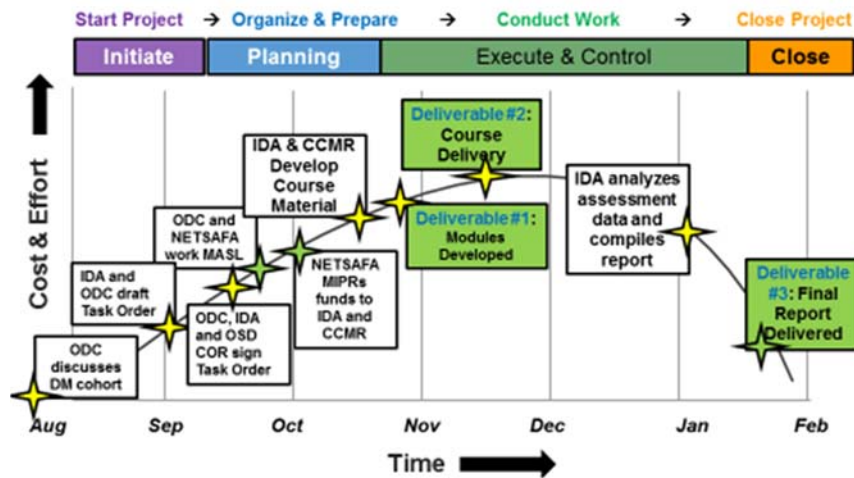 Start Project → Organize & Prepare → Conduct Work → Close Project
Initiate Planning Execute & Control Close
Cost & Effort
Deliverable #2:
Course
Delivery
IDA & CCMR
Develop
Course
Material
IDA analyzes
assessment
data and
compiles
report
ODC and
NETSAFA
work MASL
Deliverable #1:
Modules
Developed
IDA and
ODC draft
Task Order
NETSAFA
MIPRs
funds to
IDA and
CCMR
Deliverable
#3: Final
Report
Delivered
ODC, IDA
and OSD
COR sign
Task Order
ODC
discusses
DM cohort
Aug Sep Oct Nov Dec Jan Feb
Time